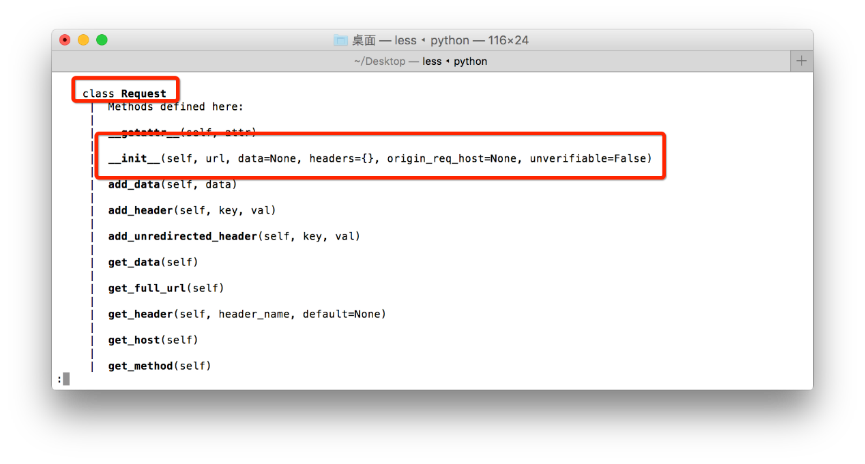 桌面 — less ◂ python — 116×24
~/Desktop — less ◂ python
class Request
Methods defined here:
__getattr__(self, attr)
__init__(self, url, data=None, headers={}, origin_req_host=None, unverifiable=False)
add_data(self, data)
add_header(self, key, val)
add_unredirected_header(self, key, val)
get_data(self)
get_full_url(self)
get_header(self, header_name, default=None)
get_host(self)
get_method(self)
: